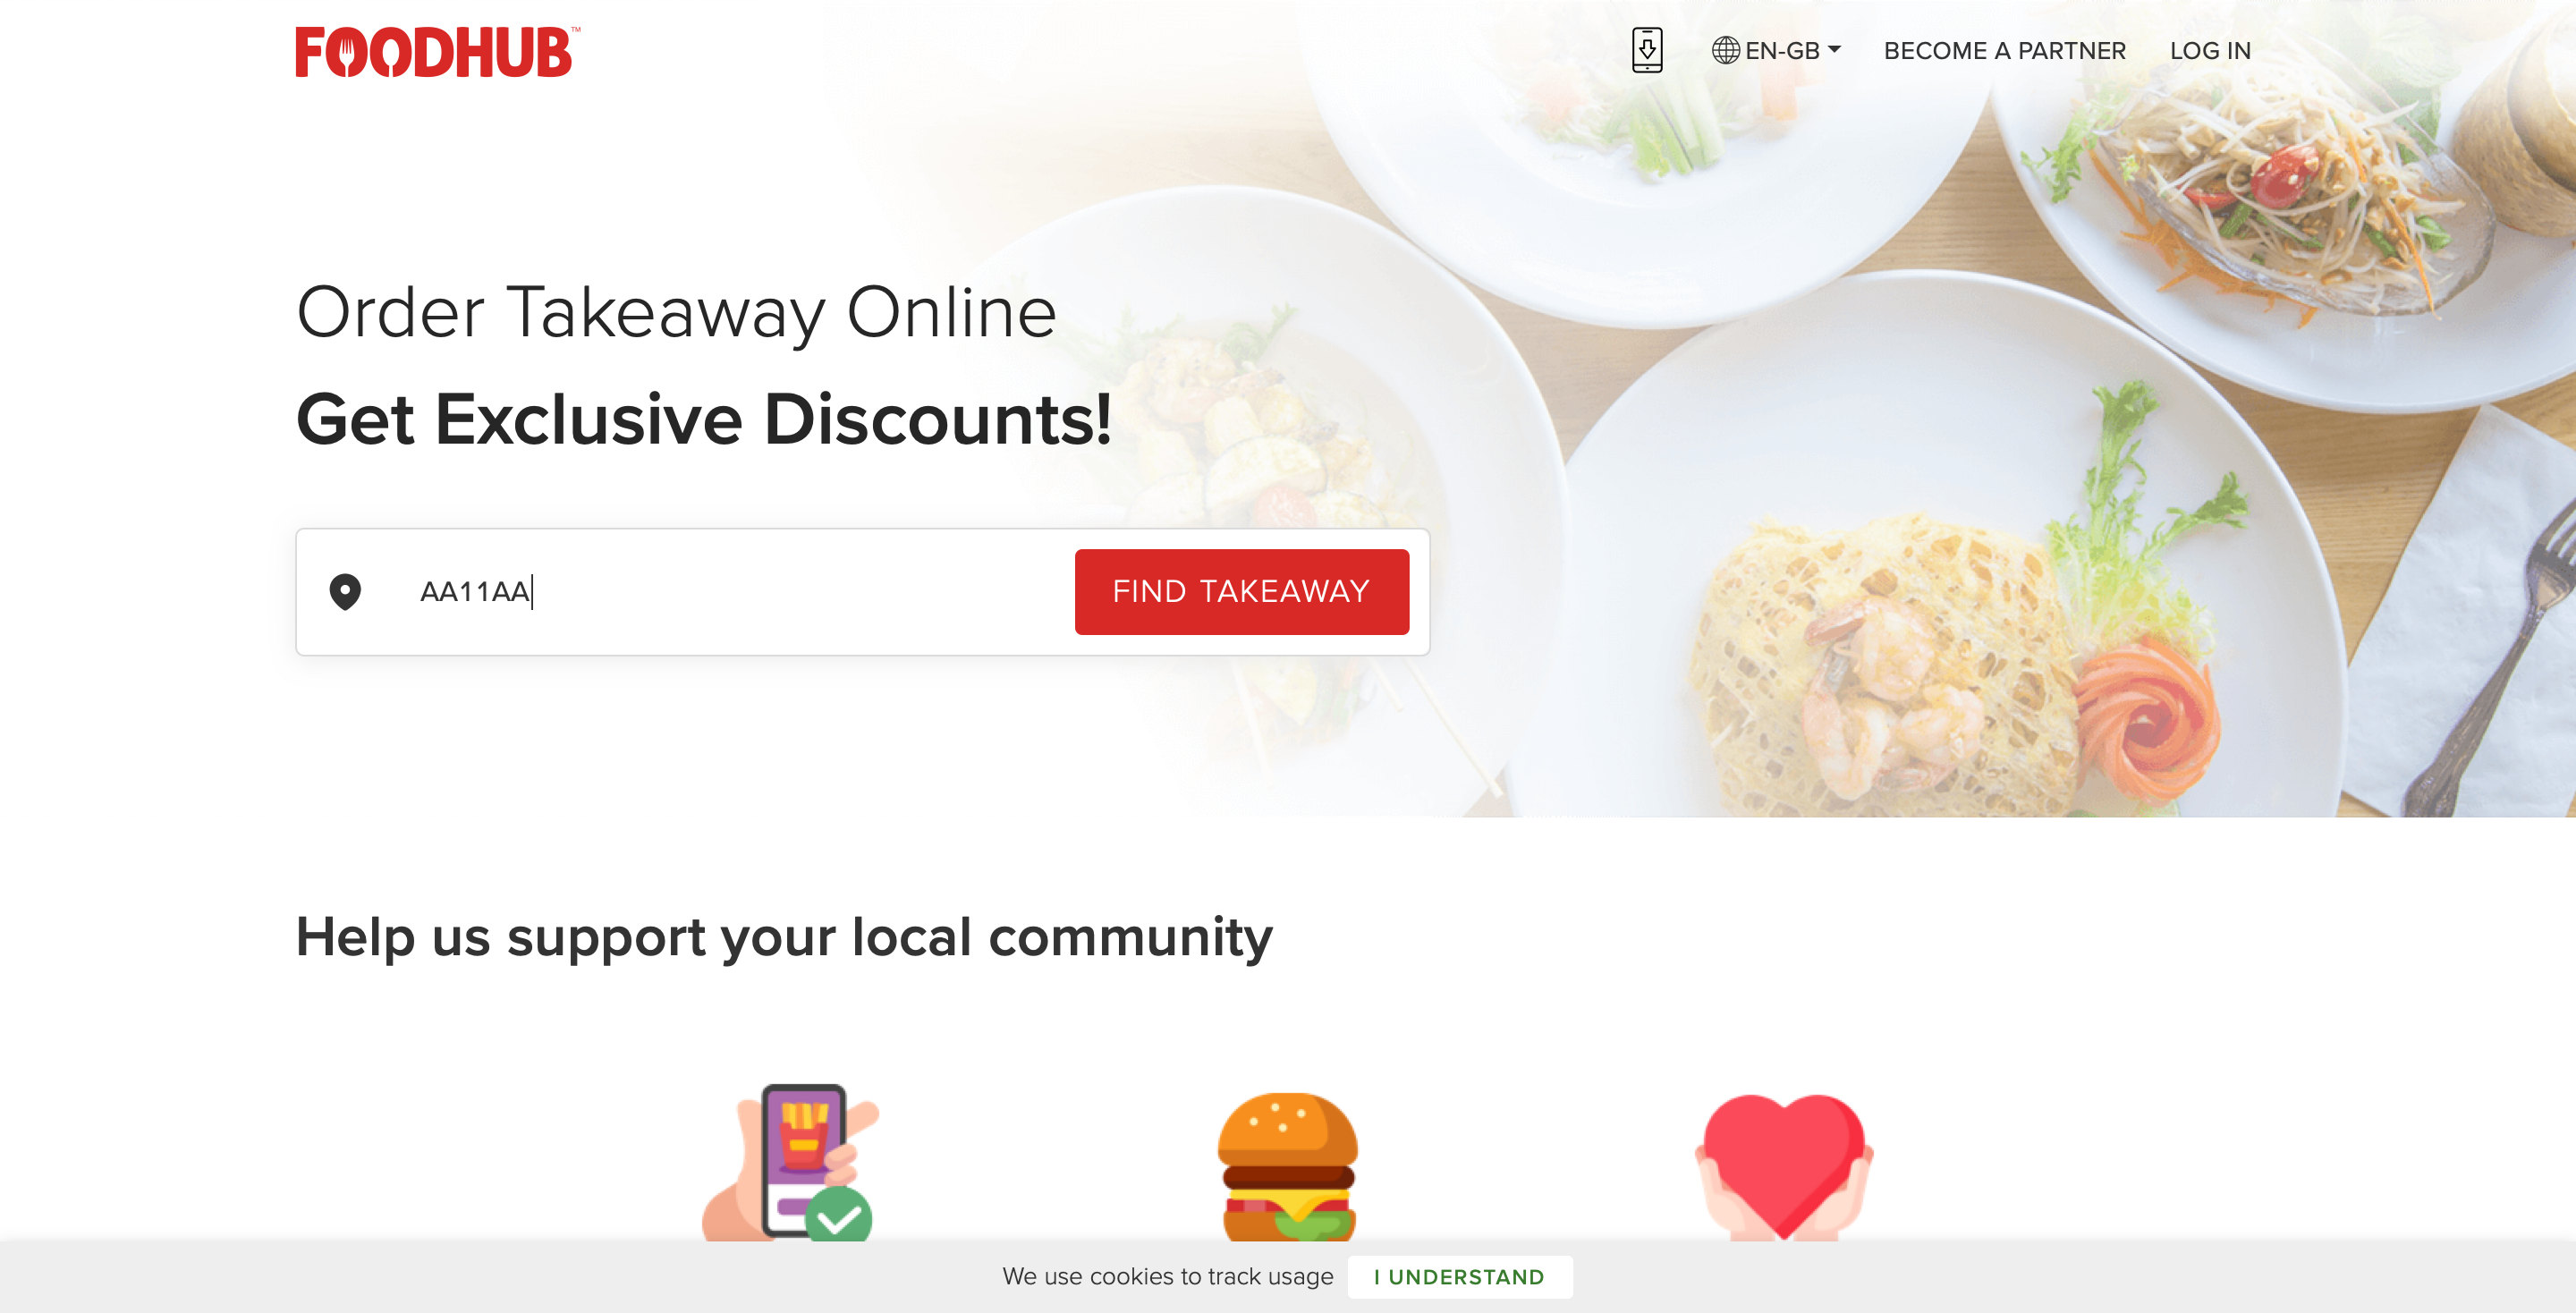 FOODHUB™
EN-GB
BECOME A PARTNER
LOG IN
Order Takeaway Online
Get Exclusive Discounts!
AA11AA
FIND TAKEAWAY
Help us support your local community
We use cookies to track usage
I UNDERSTAND